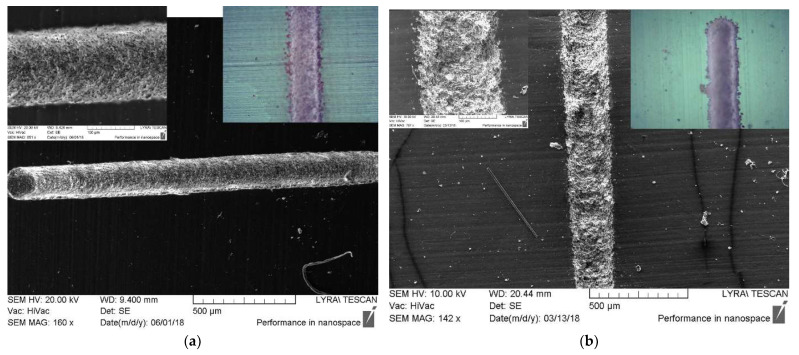 SEM HV: 20.00 kV WD: 9.400 mm LYRA\ TESCAN
Vac: HiVac Det: SE 500 µm
SEM MAG: 160 x Date(m/d/y): 06/01/18 Performance in nanospace
(a)
SEM HV: 10.00 kV WD: 20.44 mm LYRA\ TESCAN
Vac: HiVac Det: SE 500 µm
SEM MAG: 142 x Date(m/d/y): 03/13/18 Performance in nanospace
(b)